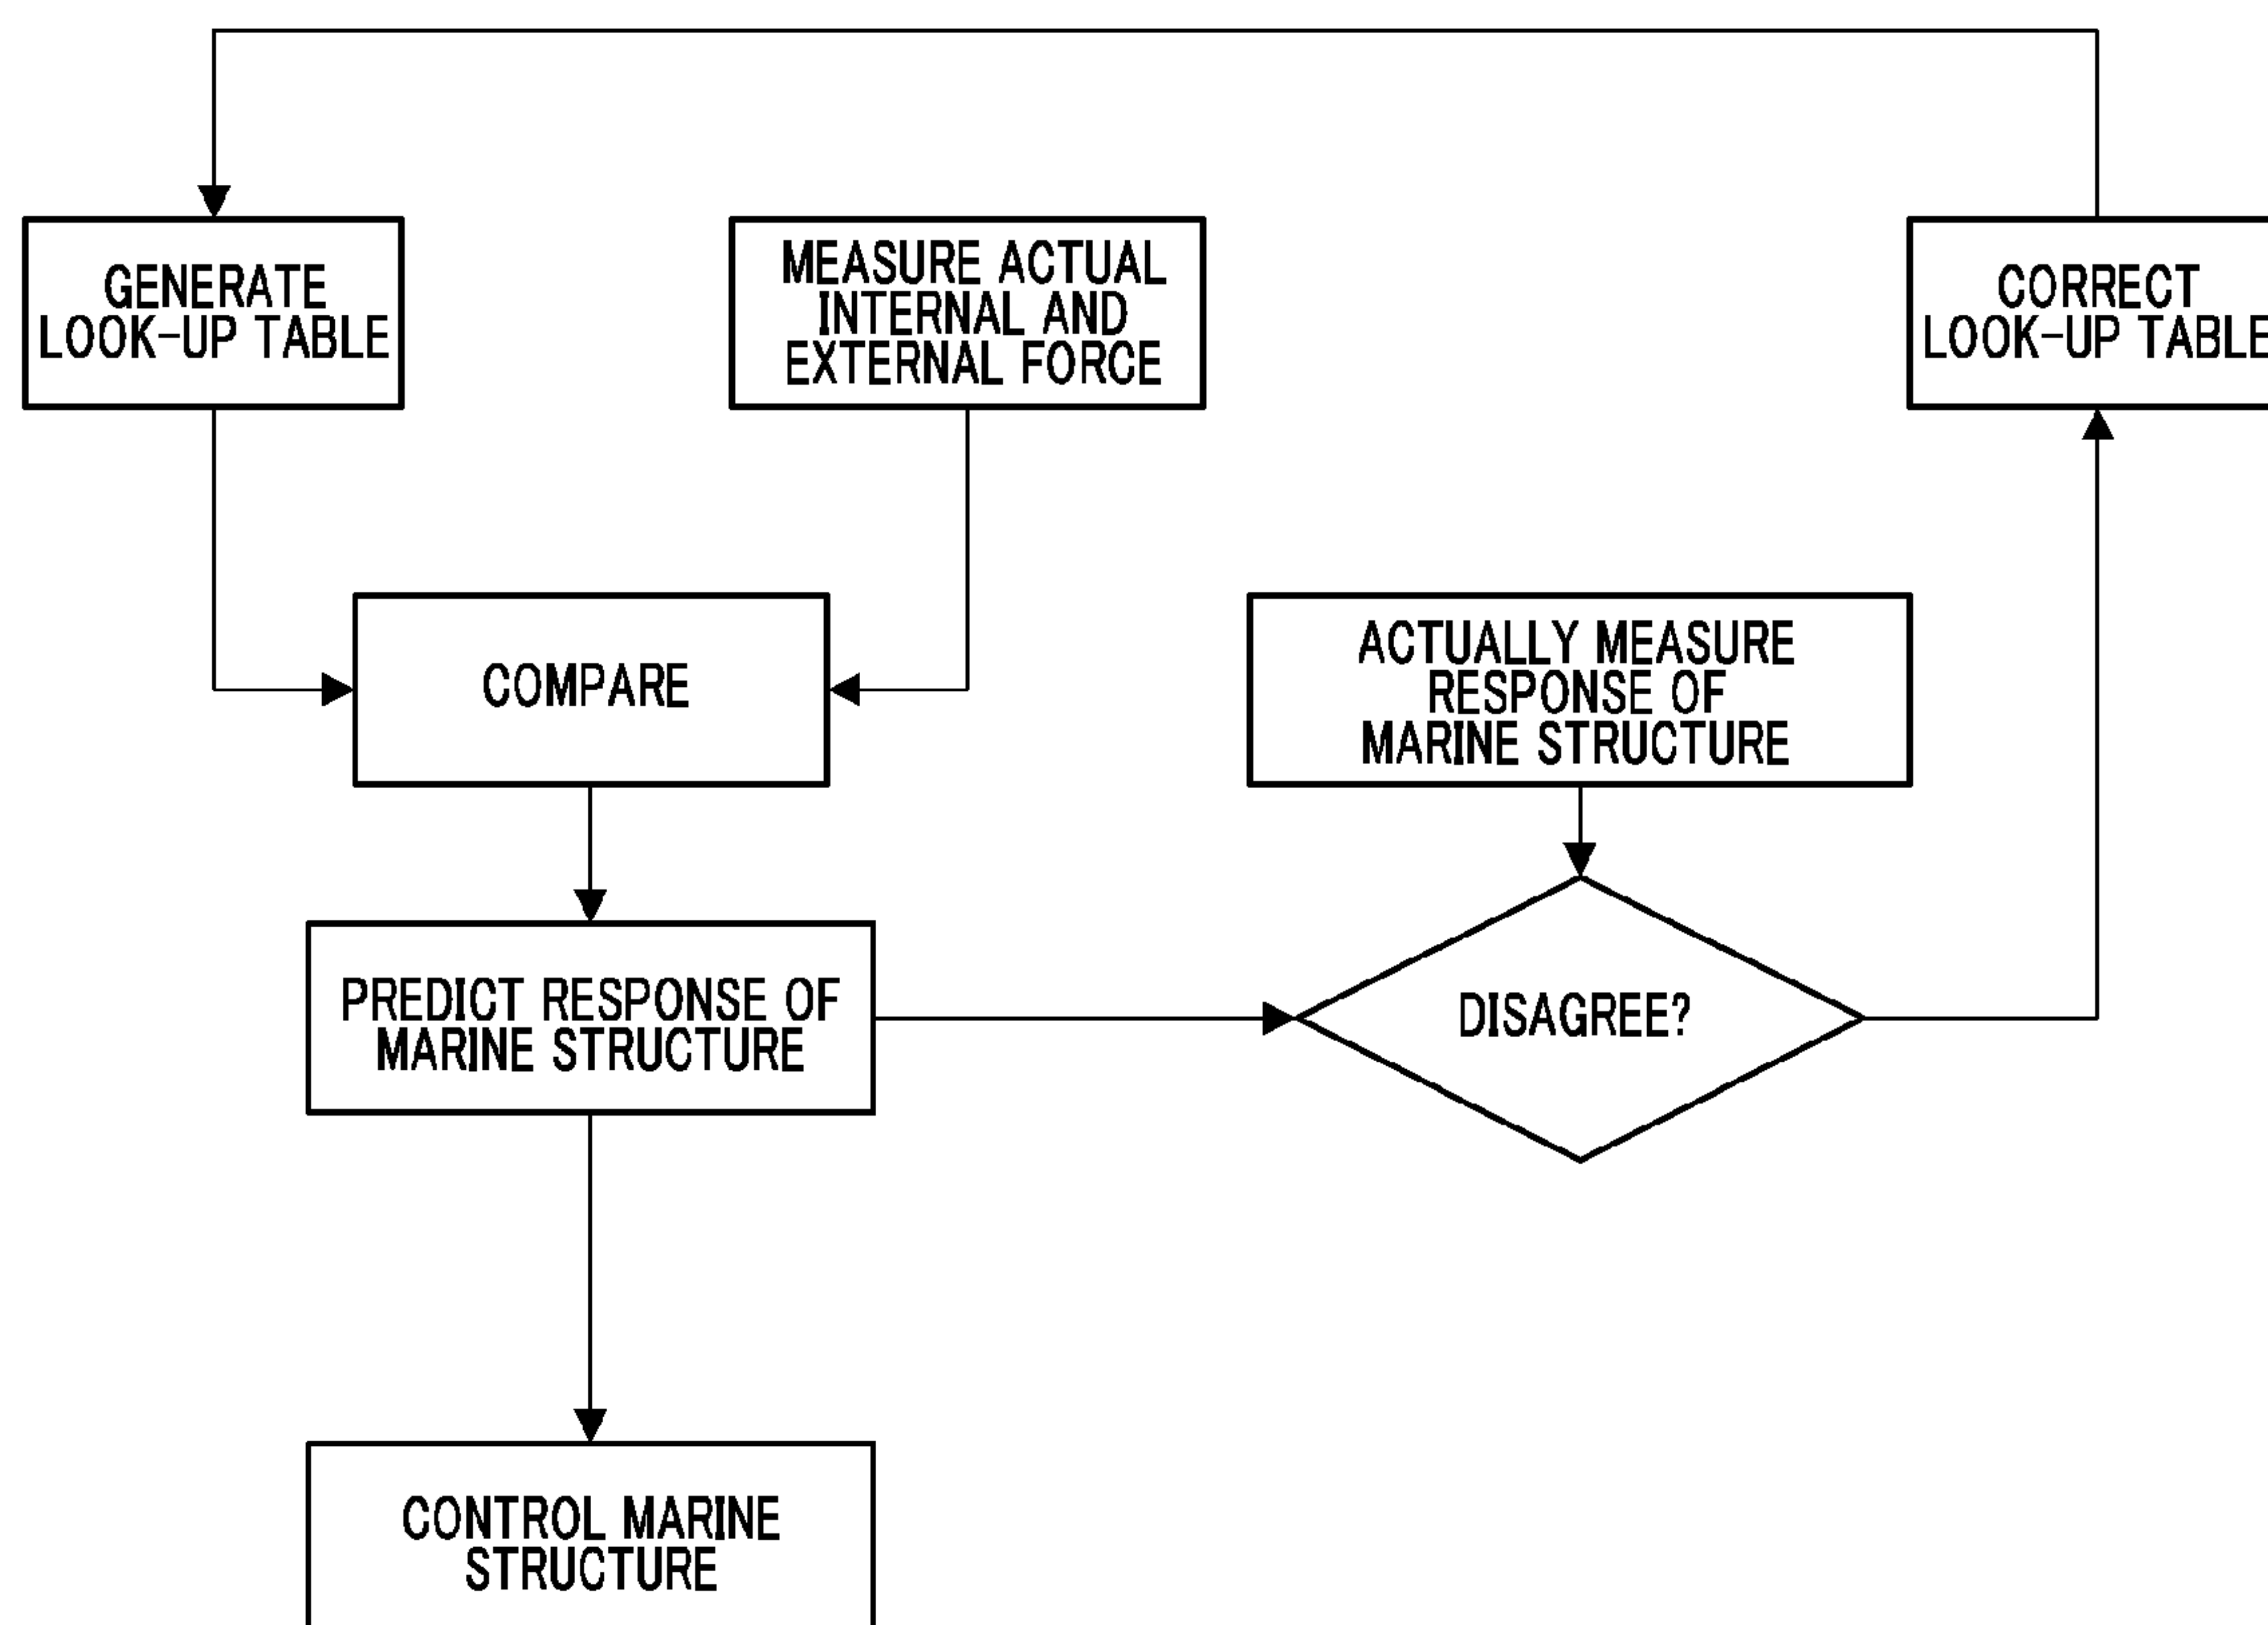 GENERATE
LOOK-UP TABLE
MEASURE ACTUAL
INTERNAL AND
EXTERNAL FORCE
CORRECT
LOOK-UP TABLE
COMPARE
ACTUALLY MEASURE
RESPONSE OF
MARINE STRUCTURE
PREDICT RESPONSE OF
MARINE STRUCTURE
DISAGREE?
CONTROL MARINE
STRUCTURE